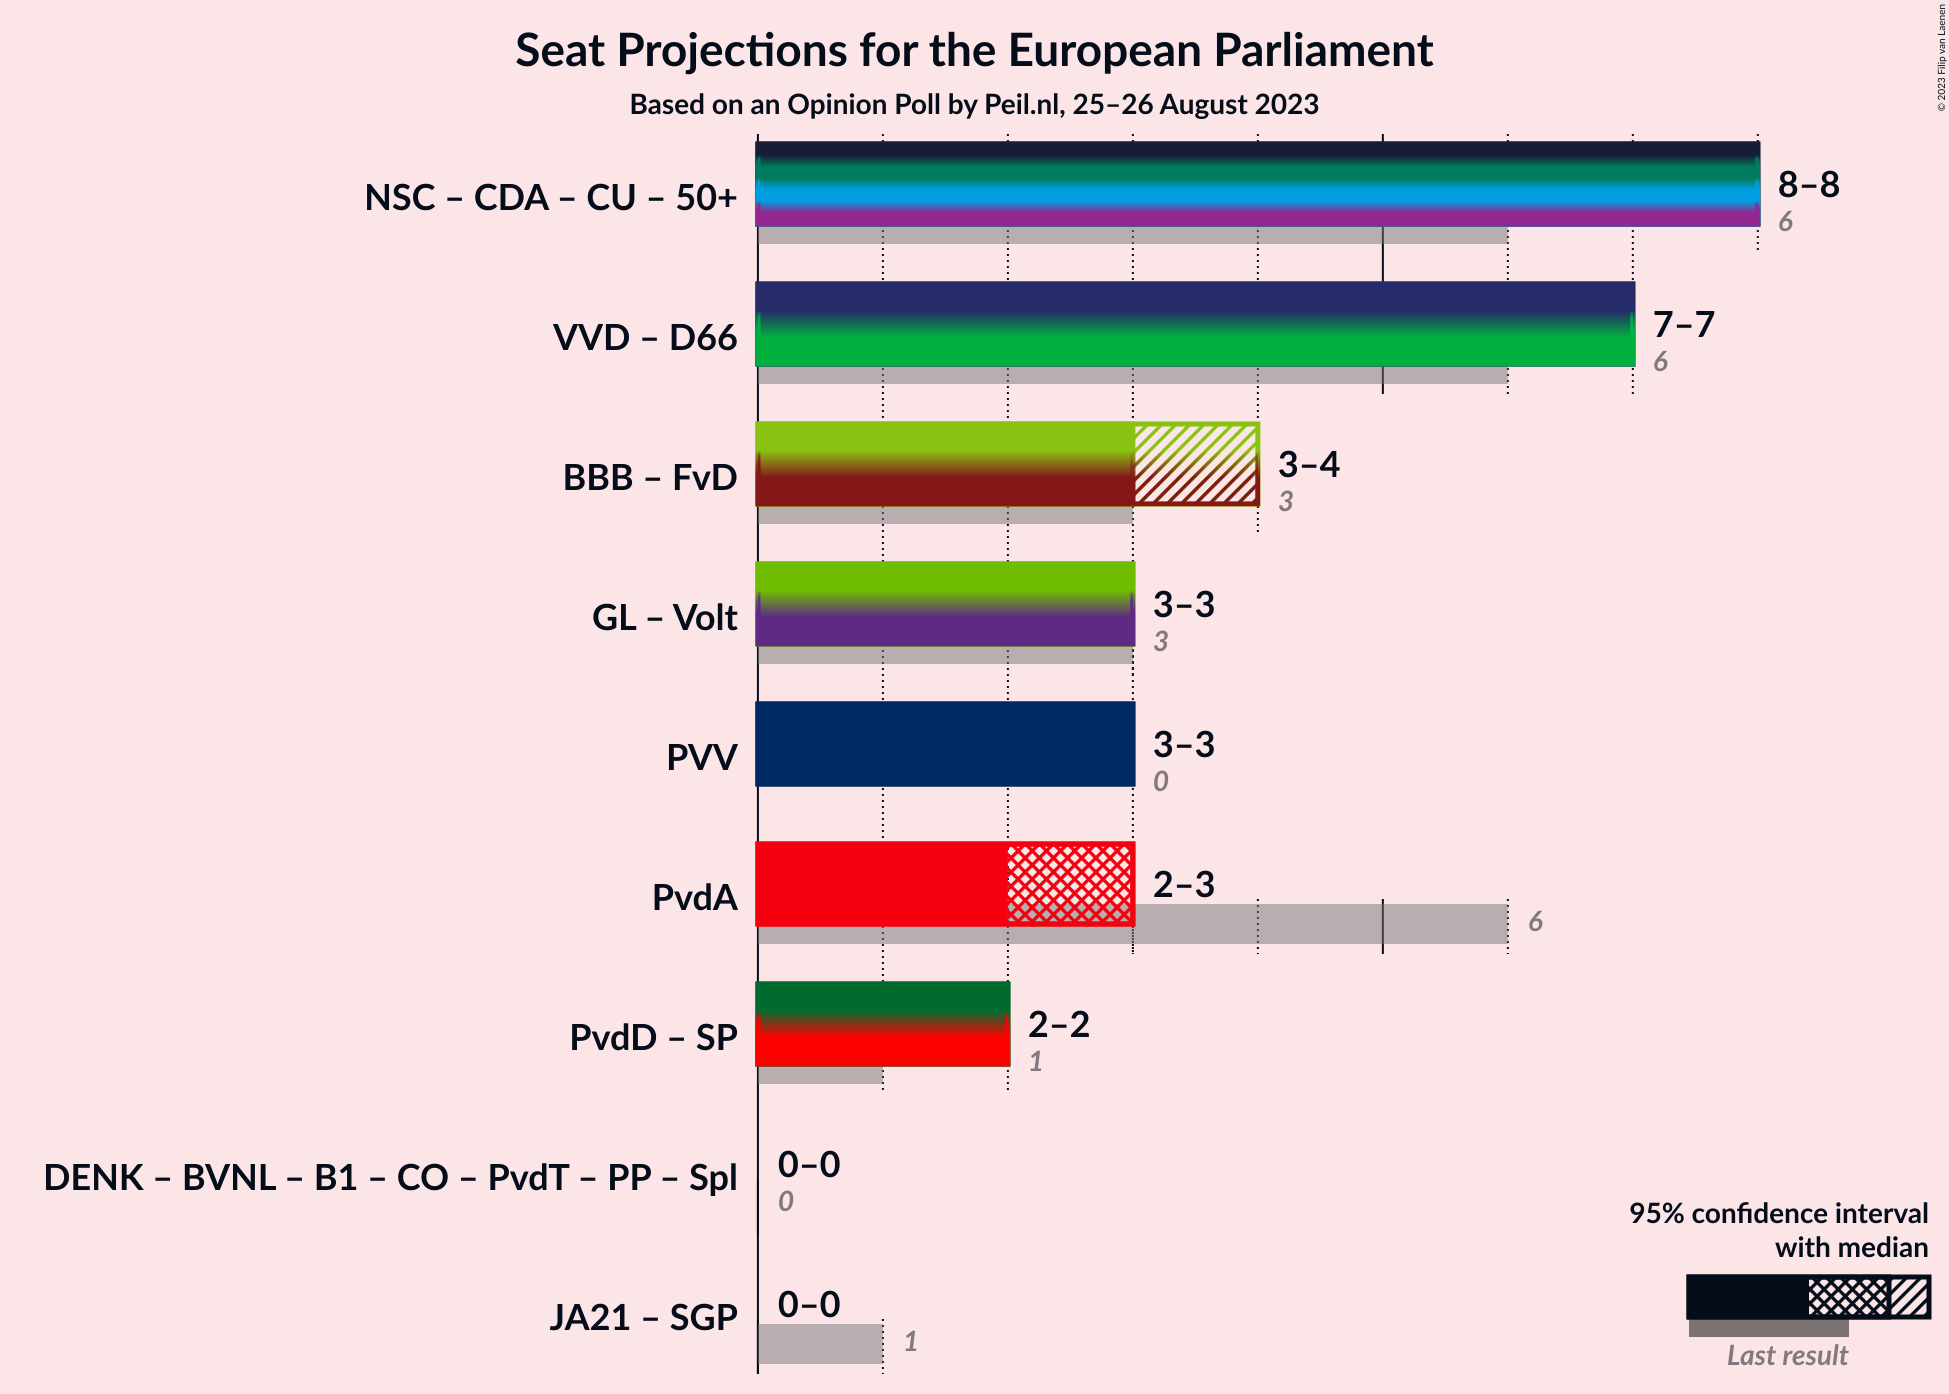 Seat Projections for the European Parliament
Based on an Opinion Poll by Peil.nl, 25–26 August 2023
© 2023 Filip van Laenen
NSC – CDA – CU – 50+
8–8
6
VVD – D66
7–7
6
BBB – FvD
3–4
3
GL – Volt
3–3
3
PVV
3–3
0
PvdA
2–3
6
PvdD – SP
2–2
1
DENK – BVNL – B1 – CO – PvdT – PP – Spl
0–0
0
JA21 – SGP
0–0
1
95% confidence interval
with median
Last result